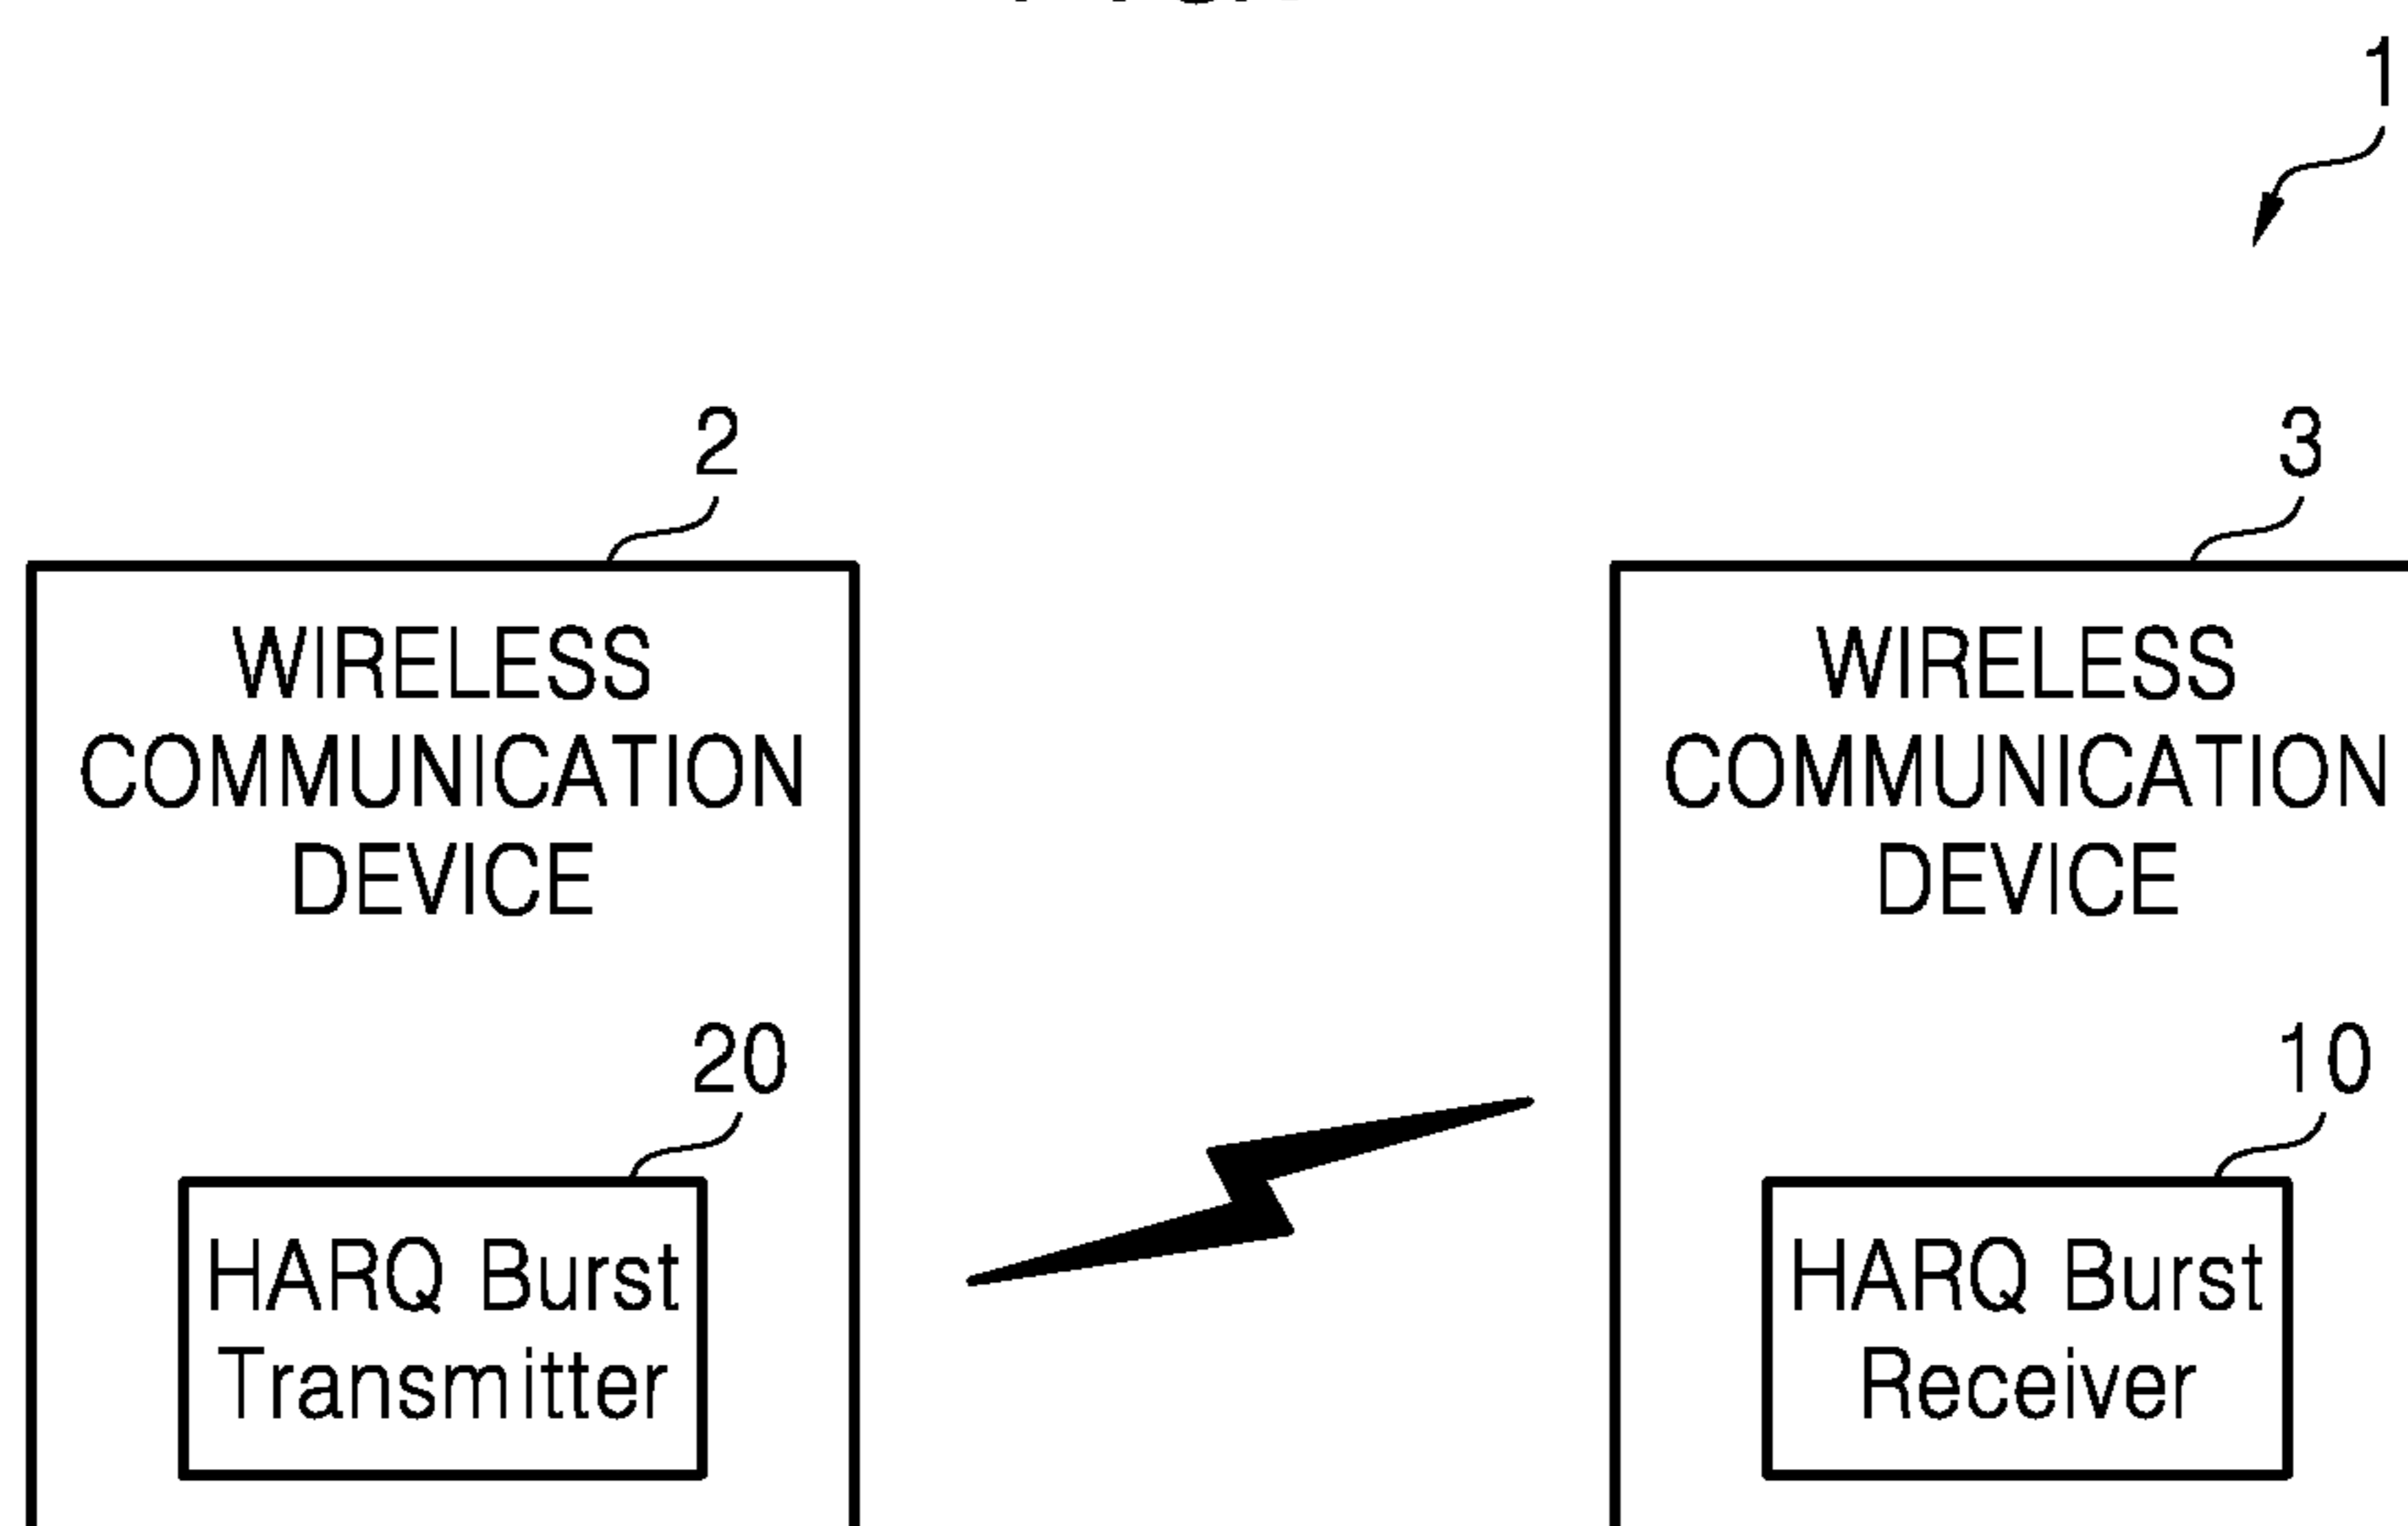 1
2
3
WIRELESS
COMMUNICATION
DEVICE
WIRELESS
COMMUNICATION
DEVICE
20
10
HARQ Burst
Transmitter
HARQ Burst
Receiver